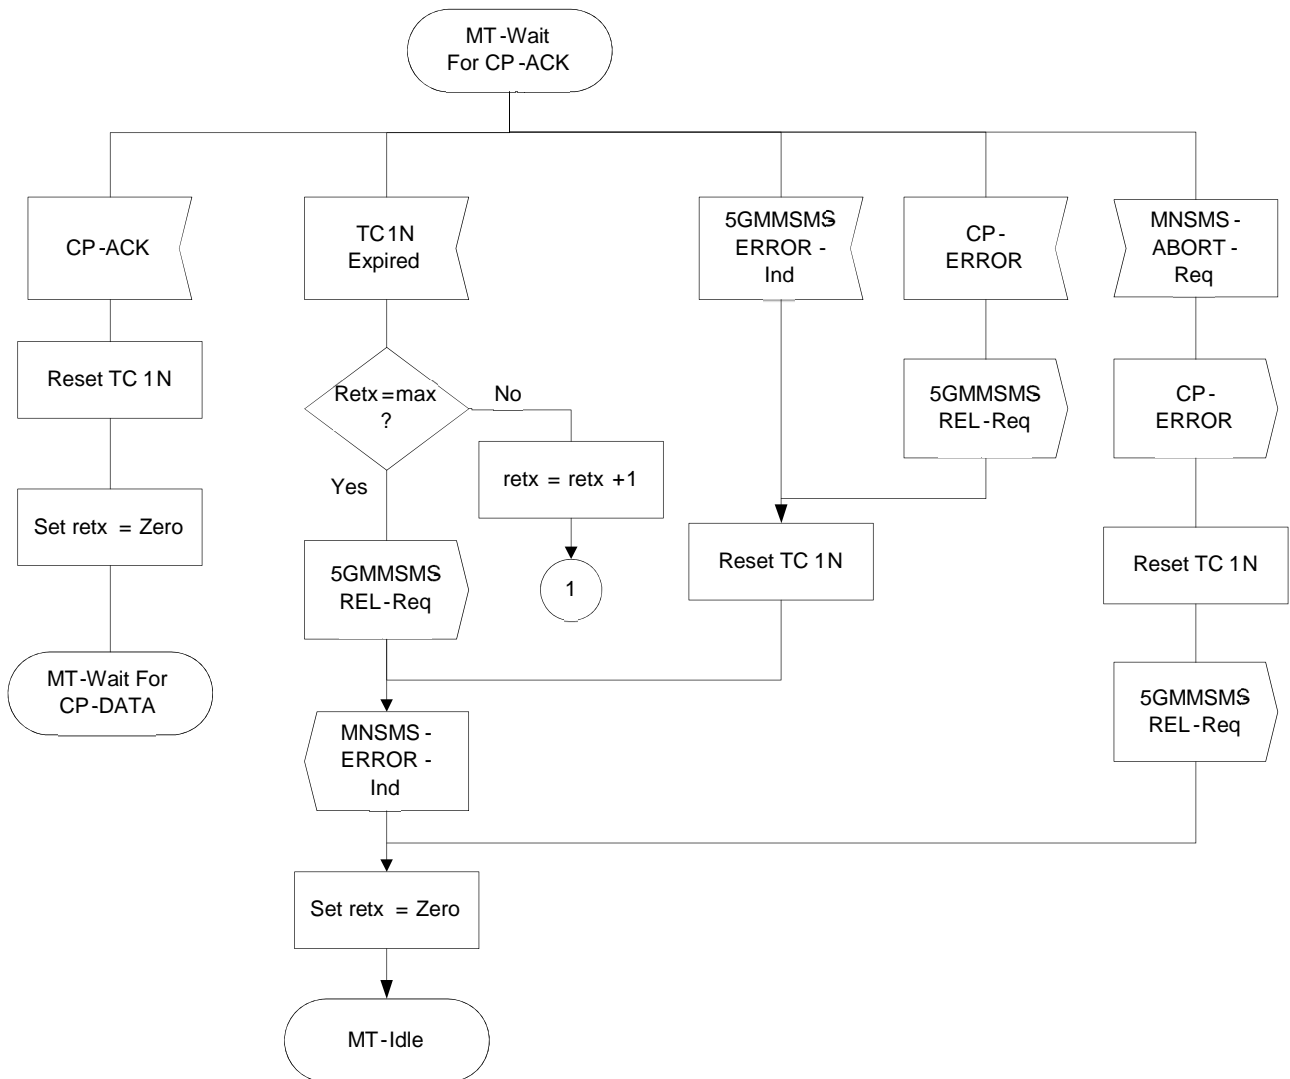 MT-Wait
For CP-ACK
CP-ACK
TC1N
Expired
5GMMSMS-
ERROR-
Ind
CP-
ERROR
MNSMS-
ABORT-
Req
Reset TC 1N
Retx=max
?
No
Yes
retx = retx +1
1
5GMMSMS-
REL-Req
CP-
ERROR
Set retx = Zero
5GMMSMS-
REL-Req
Reset TC 1N
Reset TC 1N
MT-Wait For
CP-DATA
5GMMSMS-
REL-Req
MNSMS-
ERROR-
Ind
Set retx = Zero
MT-Idle